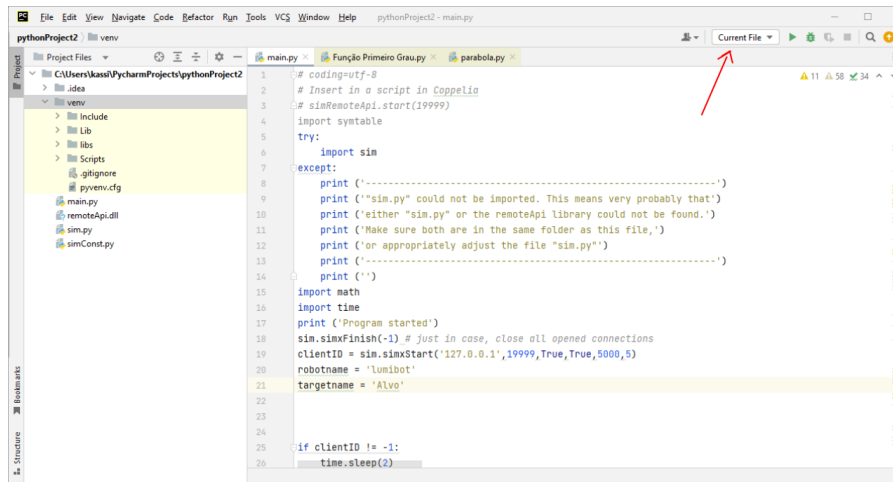 PC File Edit View Navigate Code Refactor Run Tools VCS Window Help pythonProject2 - main.py
pythonProject2 venv Current File
Project Files main.py Função Primeiro Grau.py parabola.py
Project
C:\Users\kassi\PycharmProjects\pythonProject2
.idea
venv
Include
Lib
libs
Scripts
.gitignore
pyvenv.cfg
main.py
remoteApi.dll
sim.py
simConst.py
Bookmarks
Structure
11 58 34
1 # coding=utf-8
2 # Insert in a script in Coppelia
3 # simRemoteApi.start(19999)
4 import symtable
5 try:
6 import sim
7 except:
8 print ('--------------------------------------------------------------')
9 print ('"sim.py" could not be imported. This means very probably that')
10 print ('either "sim.py" or the remoteApi library could not be found.')
11 print ('Make sure both are in the same folder as this file,')
12 print ('or appropriately adjust the file "sim.py"')
13 print ('--------------------------------------------------------------')
14 print ('')
15 import math
16 import time
17 print ('Program started')
18 sim.simxFinish(-1) # just in case, close all opened connections
19 clientID = sim.simxStart('127.0.0.1',19999,True,True,5000,5)
20 robotname = 'lumibot'
21 targetname = 'Alvo'
22
23
24
25 if clientID != -1:
26 time.sleep(2)